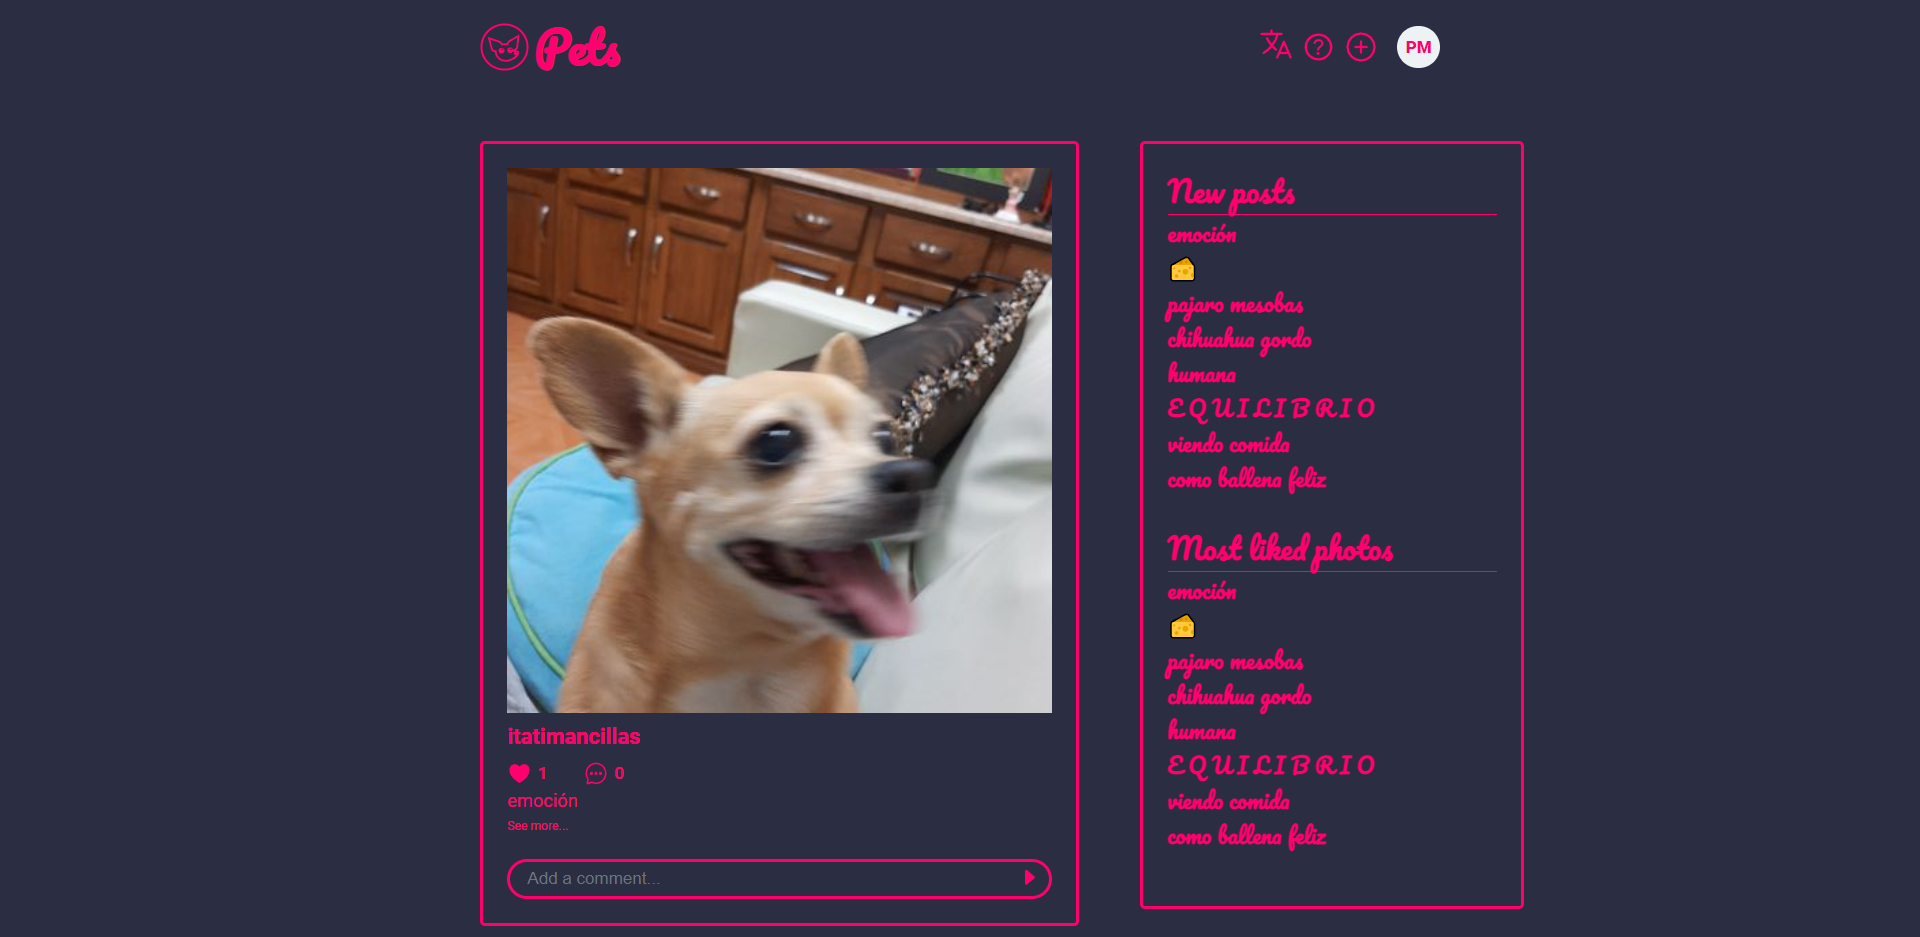 Pets
PM
itatimancillas
1 0
emoción
See more...
Add a comment...
New posts
emoción
🧀
pajaro mesobas
chihuahua gordo
humana
EQUILIBRIO
viendo comida
como ballena feliz
Most liked photos
emoción
🧀
pajaro mesobas
chihuahua gordo
humana
EQUILIBRIO
viendo comida
como ballena feliz